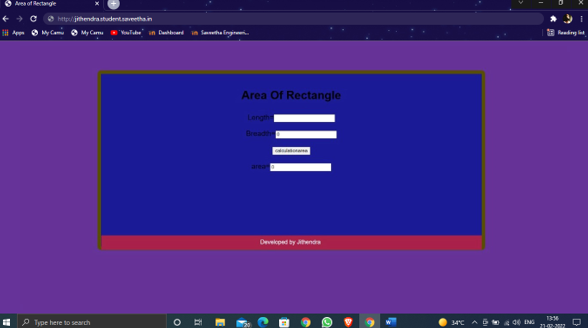 Area of Rectangle
http://jithendra.student.saveetha.in
Apps My Camu My Camu YouTube Dashboard Saveetha Engineeri... Reading list
Area Of Rectangle
Length=
Breadth= 0
area= 0
Developed by Jithendra
Type here to search 34°C ENG 13:56
21-02-2022